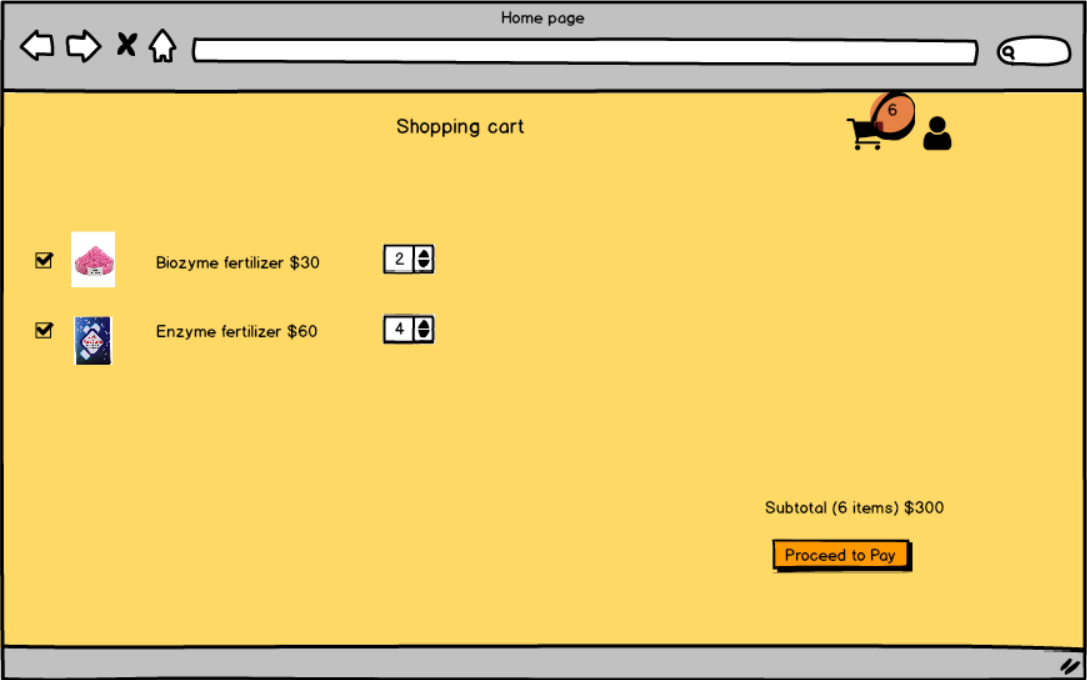 Home page
Shopping cart
6
Biozyme fertilizer $30
2
Enzyme fertilizer $60
4
Subtotal (6 items) $300
Proceed to Pay